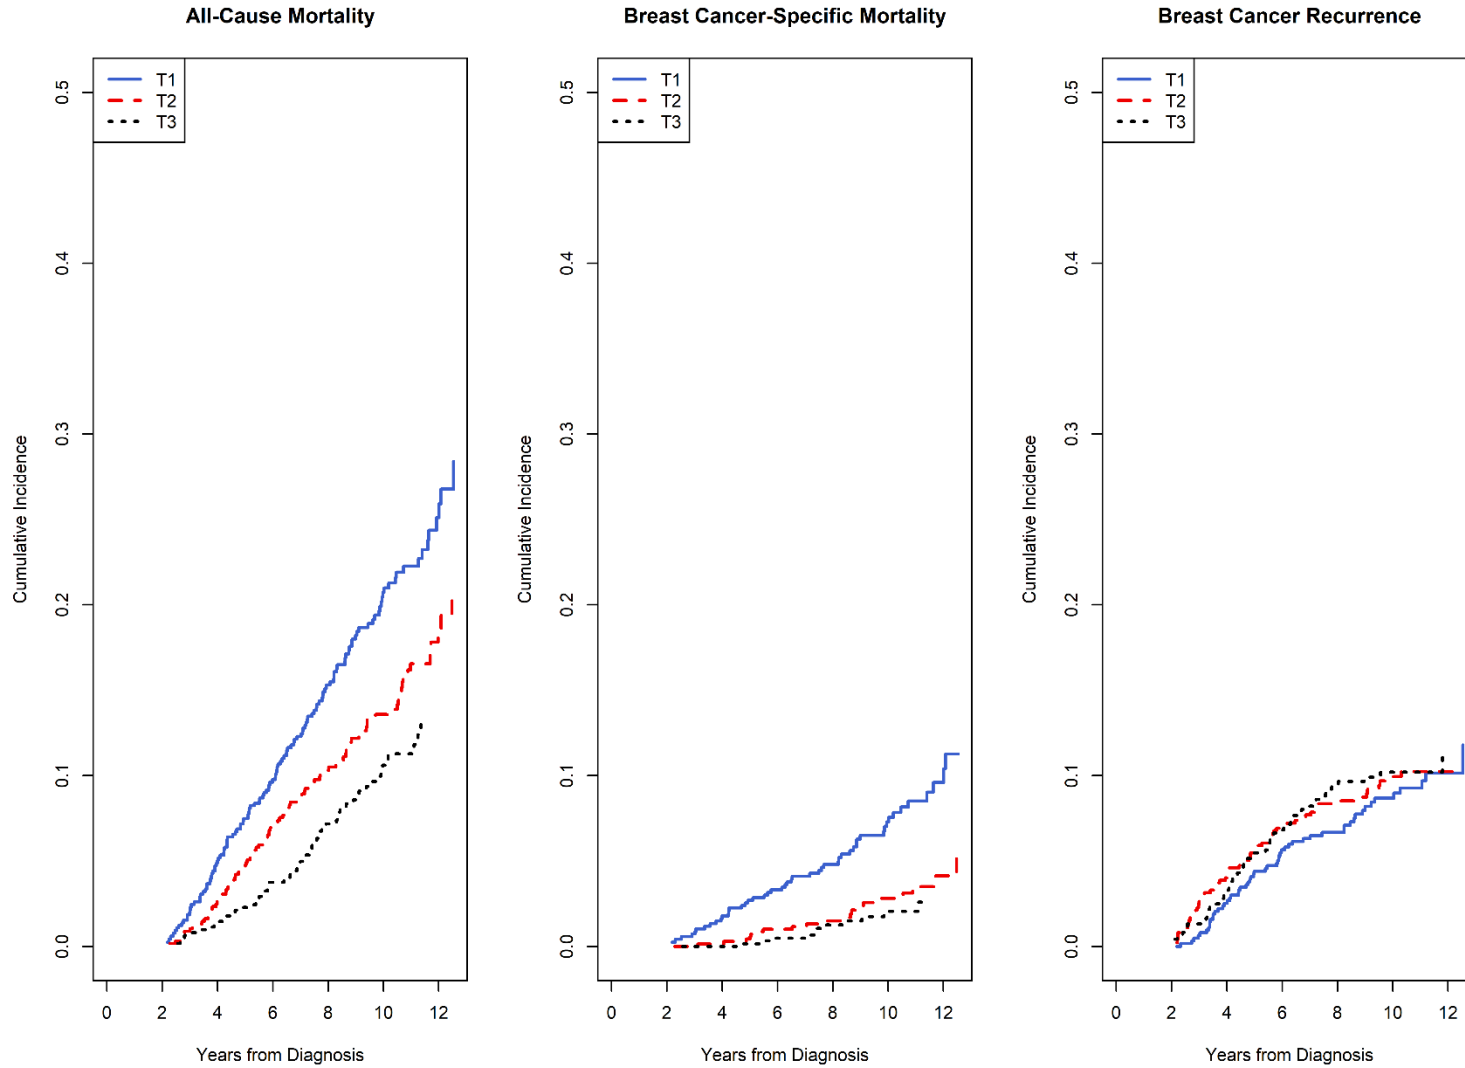 All-Cause Mortality
T1
T2
T3
0.5
0.4
0.3
0.2
0.1
0.0
Cumulative Incidence
0 2 4 6 8 10 12
Years from Diagnosis
Breast Cancer-Specific Mortality
T1
T2
T3
0.5
0.4
0.3
0.2
0.1
0.0
Cumulative Incidence
0 2 4 6 8 10 12
Years from Diagnosis
Breast Cancer Recurrence
T1
T2
T3
0.5
0.4
0.3
0.2
0.1
0.0
Cumulative Incidence
0 2 4 6 8 10 12
Years from Diagnosis